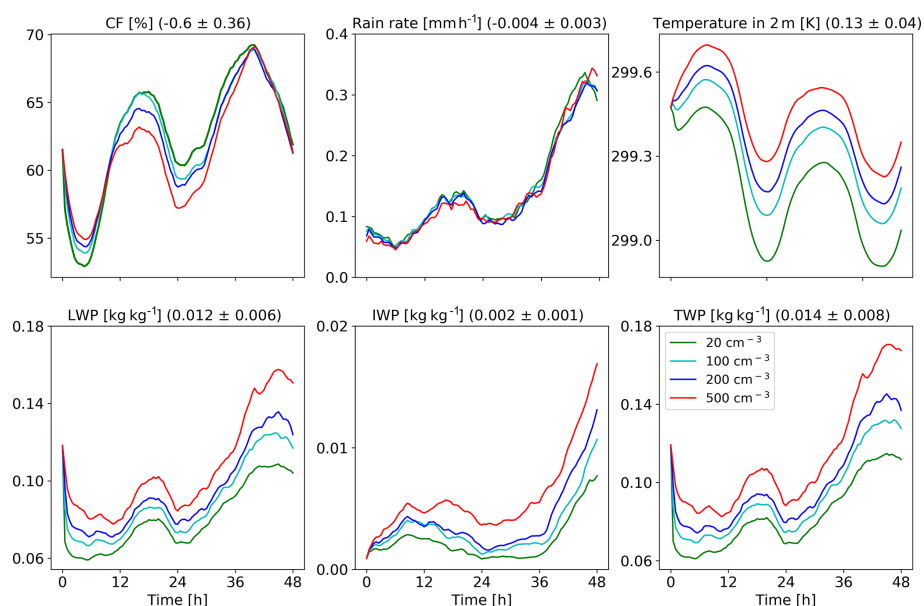 CF [%] (-0.6 ± 0.36)
Rain rate [mm h⁻¹] (-0.004 ± 0.003)
Temperature in 2 m [K] (0.13 ± 0.04)
70
65
60
55
0.4
0.3
0.2
0.1
0.0
299.6
299.3
299.0
LWP [kg kg⁻¹] (0.012 ± 0.006)
IWP [kg kg⁻¹] (0.002 ± 0.001)
TWP [kg kg⁻¹] (0.014 ± 0.008)
0.18
0.14
0.10
0.06
0.02
0.01
0.00
0.18
0.14
0.10
0.06
20 cm⁻³
100 cm⁻³
200 cm⁻³
500 cm⁻³
0 12 24 36 48
0 12 24 36 48
0 12 24 36 48
Time [h]
Time [h]
Time [h]